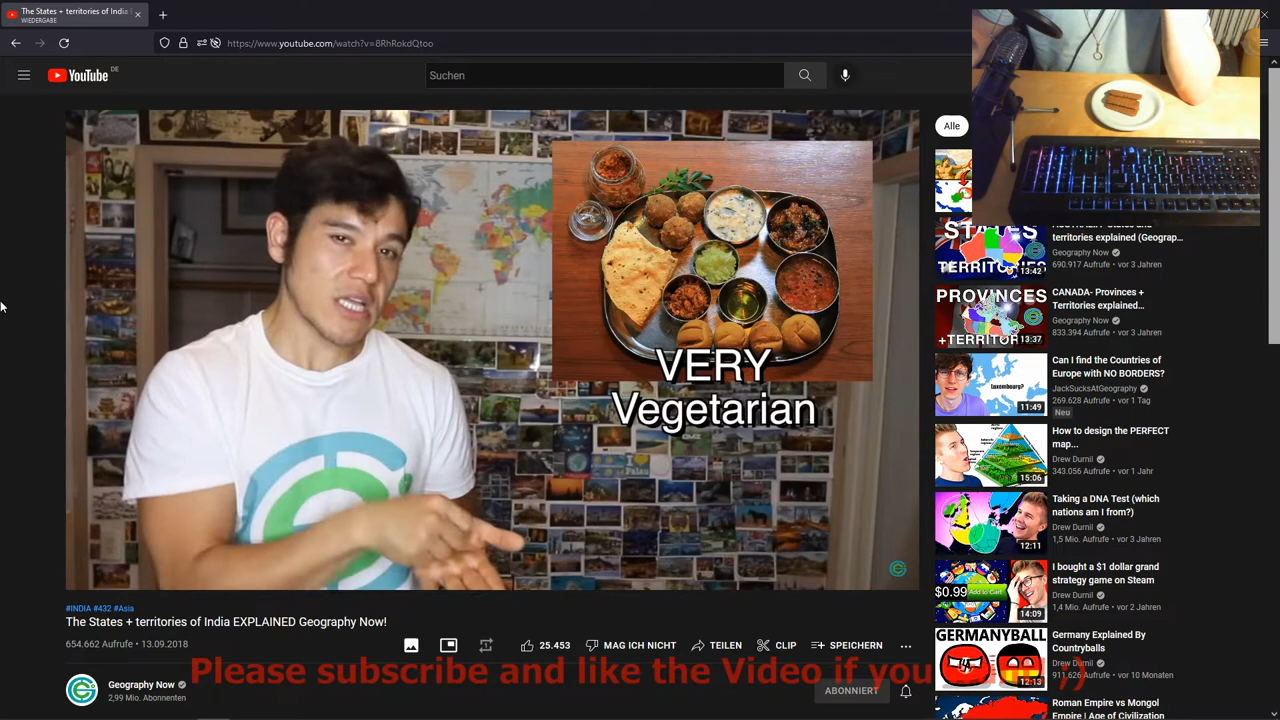 The States + territories of India E
WIEDERGABE
https://www.youtube.com/watch?v=8RhRokdQtoo
YouTube DE
Suchen
VERY
Vegetarian
#INDIA #432 #Asia
The States + territories of India EXPLAINED Geography Now!
654.662 Aufrufe • 13.09.2018
25.453
MAG ICH NICHT
TEILEN
CLIP
SPEICHERN
Please subscribe and like the Video if you
Geography Now
2,99 Mio. Abonnenten
ABONNIERT
Alle
STATES
TERRITORIES
13:42
territories explained (Geograp...
Geography Now
690.917 Aufrufe • vor 3 Jahren
PROVINCES
+TERRITOR
13:37
CANADA- Provinces +
Territories explained...
Geography Now
833.394 Aufrufe • vor 3 Jahren
Luxembourg?
11:49
Can I find the Countries of
Europe with NO BORDERS?
JackSucksAtGeography
269.628 Aufrufe • vor 1 Tag
Neu
15:06
How to design the PERFECT
map...
Drew Durnil
343.056 Aufrufe • vor 1 Jahr
12:11
Taking a DNA Test (which
nations am I from?)
Drew Durnil
1,5 Mio. Aufrufe • vor 3 Jahren
$0.99
Add to Cart
14:09
I bought a $1 dollar grand
strategy game on Steam
Drew Durnil
1,4 Mio. Aufrufe • vor 2 Jahren
GERMANYBALL
12:13
Germany Explained By
Countryballs
Drew Durnil
911.626 Aufrufe • vor 10 Monaten
Roman Empire vs Mongol
Empire | Age of Civilization